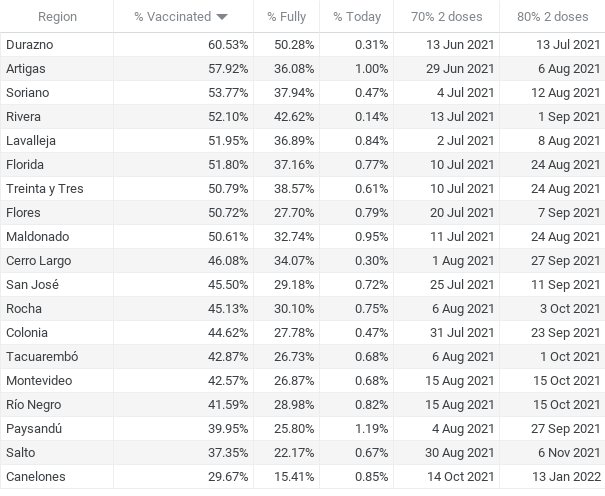 Region % Vaccinated % Fully % Today 70% 2 doses 80% 2 doses
Durazno 60.53% 50.28% 0.31% 13 Jun 2021 13 Jul 2021
Artigas 57.92% 36.08% 1.00% 29 Jun 2021 6 Aug 2021
Soriano 53.77% 37.94% 0.47% 4 Jul 2021 12 Aug 2021
Rivera 52.10% 42.62% 0.14% 13 Jul 2021 1 Sep 2021
Lavalleja 51.95% 36.89% 0.84% 2 Jul 2021 8 Aug 2021
Florida 51.80% 37.16% 0.77% 10 Jul 2021 24 Aug 2021
Treinta y Tres 50.79% 38.57% 0.61% 10 Jul 2021 24 Aug 2021
Flores 50.72% 27.70% 0.79% 20 Jul 2021 7 Sep 2021
Maldonado 50.61% 32.74% 0.95% 11 Jul 2021 24 Aug 2021
Cerro Largo 46.08% 34.07% 0.30% 1 Aug 2021 27 Sep 2021
San José 45.50% 29.18% 0.72% 25 Jul 2021 11 Sep 2021
Rocha 45.13% 30.10% 0.75% 6 Aug 2021 3 Oct 2021
Colonia 44.62% 27.78% 0.47% 31 Jul 2021 23 Sep 2021
Tacuarembó 42.87% 26.73% 0.68% 6 Aug 2021 1 Oct 2021
Montevideo 42.57% 26.87% 0.68% 15 Aug 2021 15 Oct 2021
Río Negro 41.59% 28.98% 0.82% 15 Aug 2021 15 Oct 2021
Paysandú 39.95% 25.80% 1.19% 4 Aug 2021 27 Sep 2021
Salto 37.35% 22.17% 0.67% 30 Aug 2021 6 Nov 2021
Canelones 29.67% 15.41% 0.85% 14 Oct 2021 13 Jan 2022